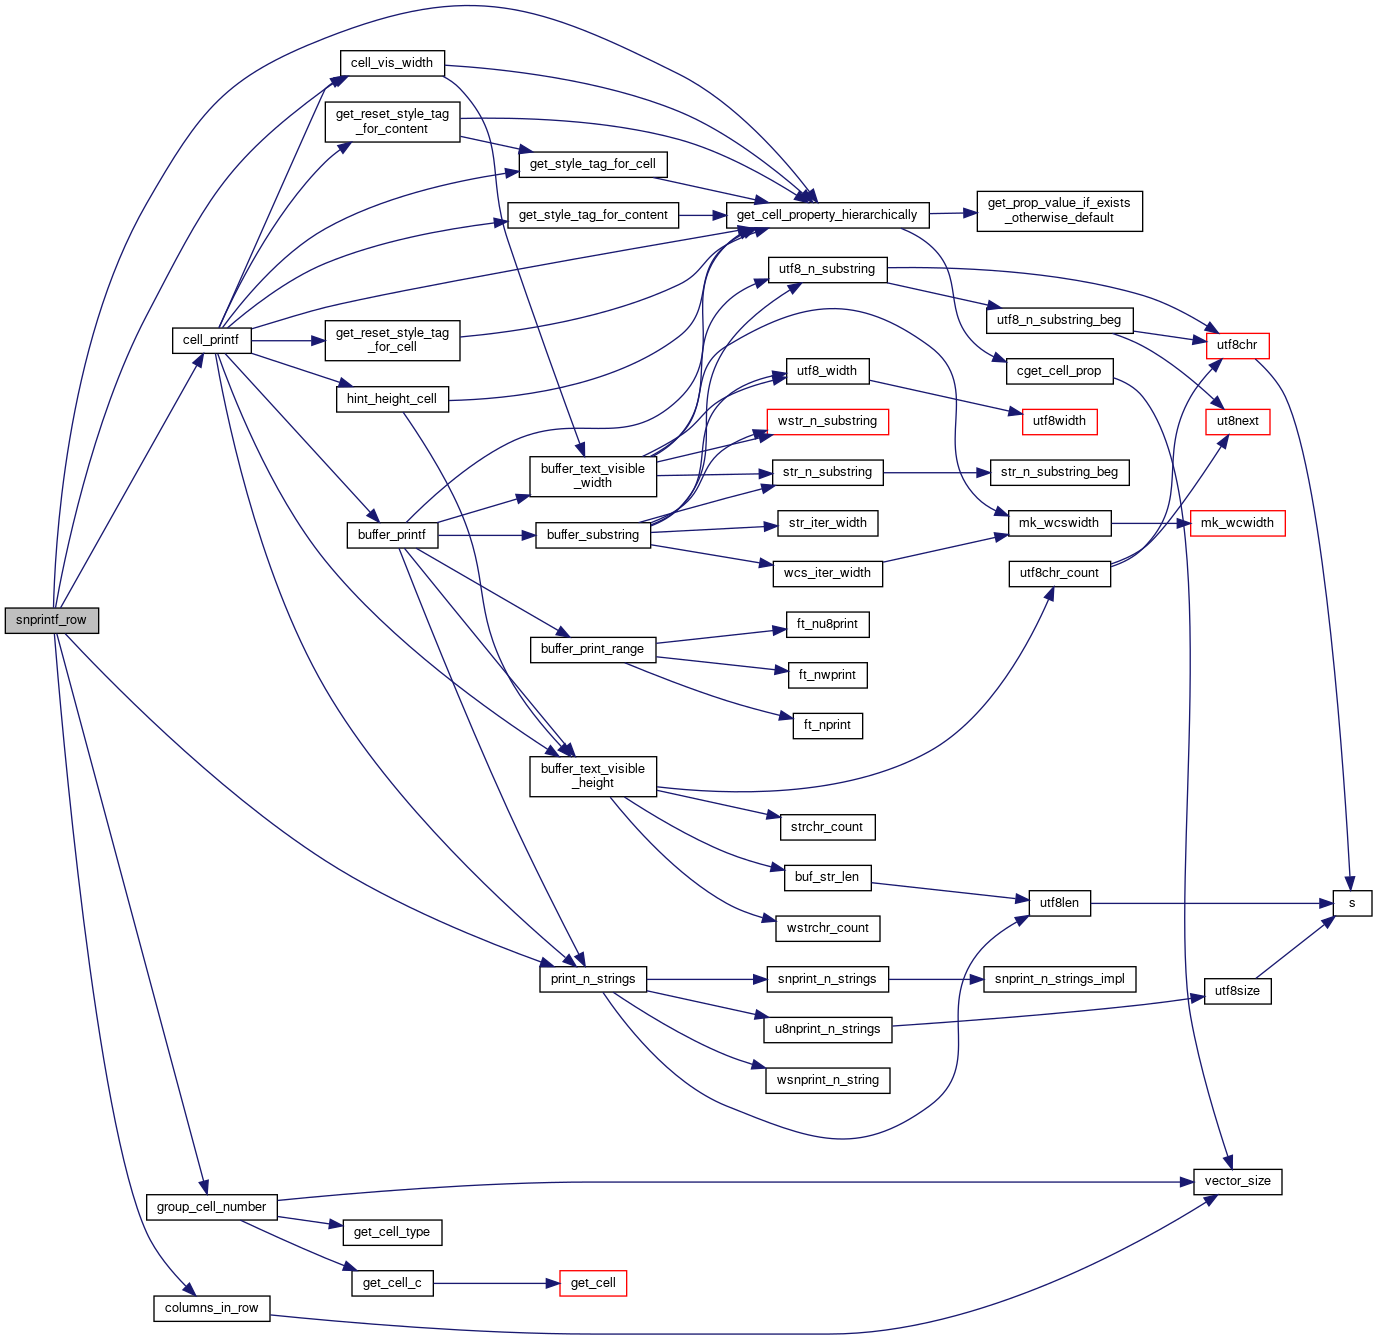 cell_vis_width
get_reset_style_tag
_for_content
get_style_tag_for_cell
get_style_tag_for_content
get_cell_property_hierarchically
get_prop_value_if_exists
_otherwise_default
utf8_n_substring
utf8_n_substring_beg
cell_printf
get_reset_style_tag
_for_cell
utf8chr
hint_height_cell
utf8_width
cget_cell_prop
wstr_n_substring
utf8width
ut8next
buffer_text_visible
_width
str_n_substring
str_n_substring_beg
buffer_printf
buffer_substring
str_iter_width
mk_wcswidth
mk_wcwidth
wcs_iter_width
utf8chr_count
snprintf_row
buffer_print_range
ft_nu8print
ft_nwprint
ft_nprint
buffer_text_visible
_height
strchr_count
buf_str_len
utf8len
s
wstrchr_count
print_n_strings
snprint_n_strings
snprint_n_strings_impl
utf8size
u8nprint_n_strings
wsnprint_n_string
vector_size
group_cell_number
get_cell_type
get_cell_c
get_cell
columns_in_row